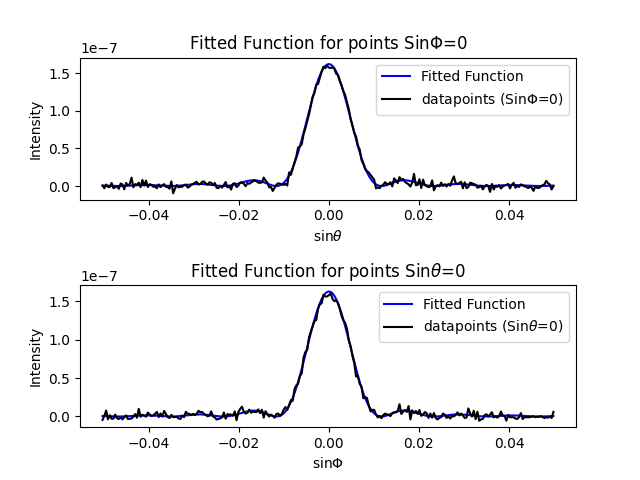 Fitted Function for points SinΦ=0
1e−7
Fitted Function
datapoints (SinΦ=0)
Intensity
1.5
1.0
0.5
0.0
−0.04 −0.02 0.00 0.02 0.04
sinθ
Fitted Function for points Sinθ=0
1e−7
Fitted Function
datapoints (Sinθ=0)
Intensity
1.5
1.0
0.5
0.0
−0.04 −0.02 0.00 0.02 0.04
sinΦ